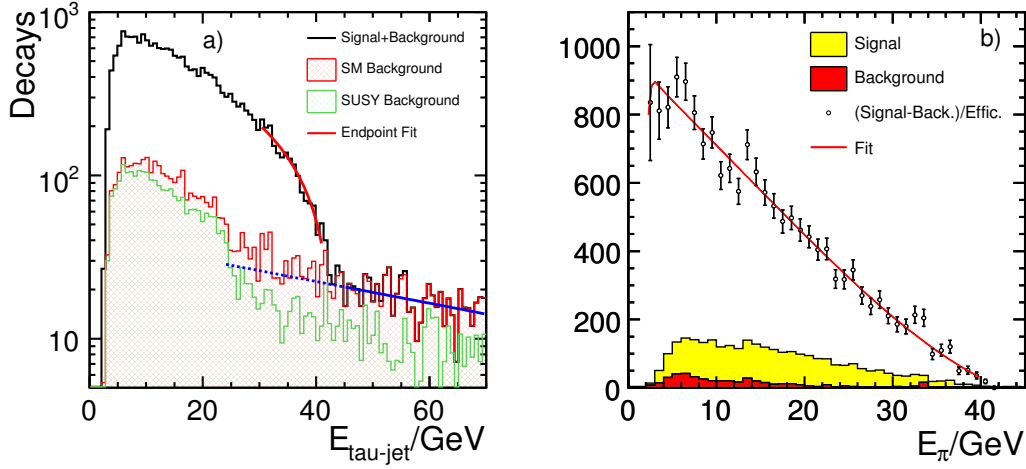 Decays
10³
10²
10
a)
Signal+Background
SM Background
SUSY Background
Endpoint Fit
0 20 40 60
E_tau-jet/GeV
1000
800
600
400
200
0
b)
Signal
Background
(Signal-Back.)/Effic.
Fit
0 10 20 30 40
E_π/GeV